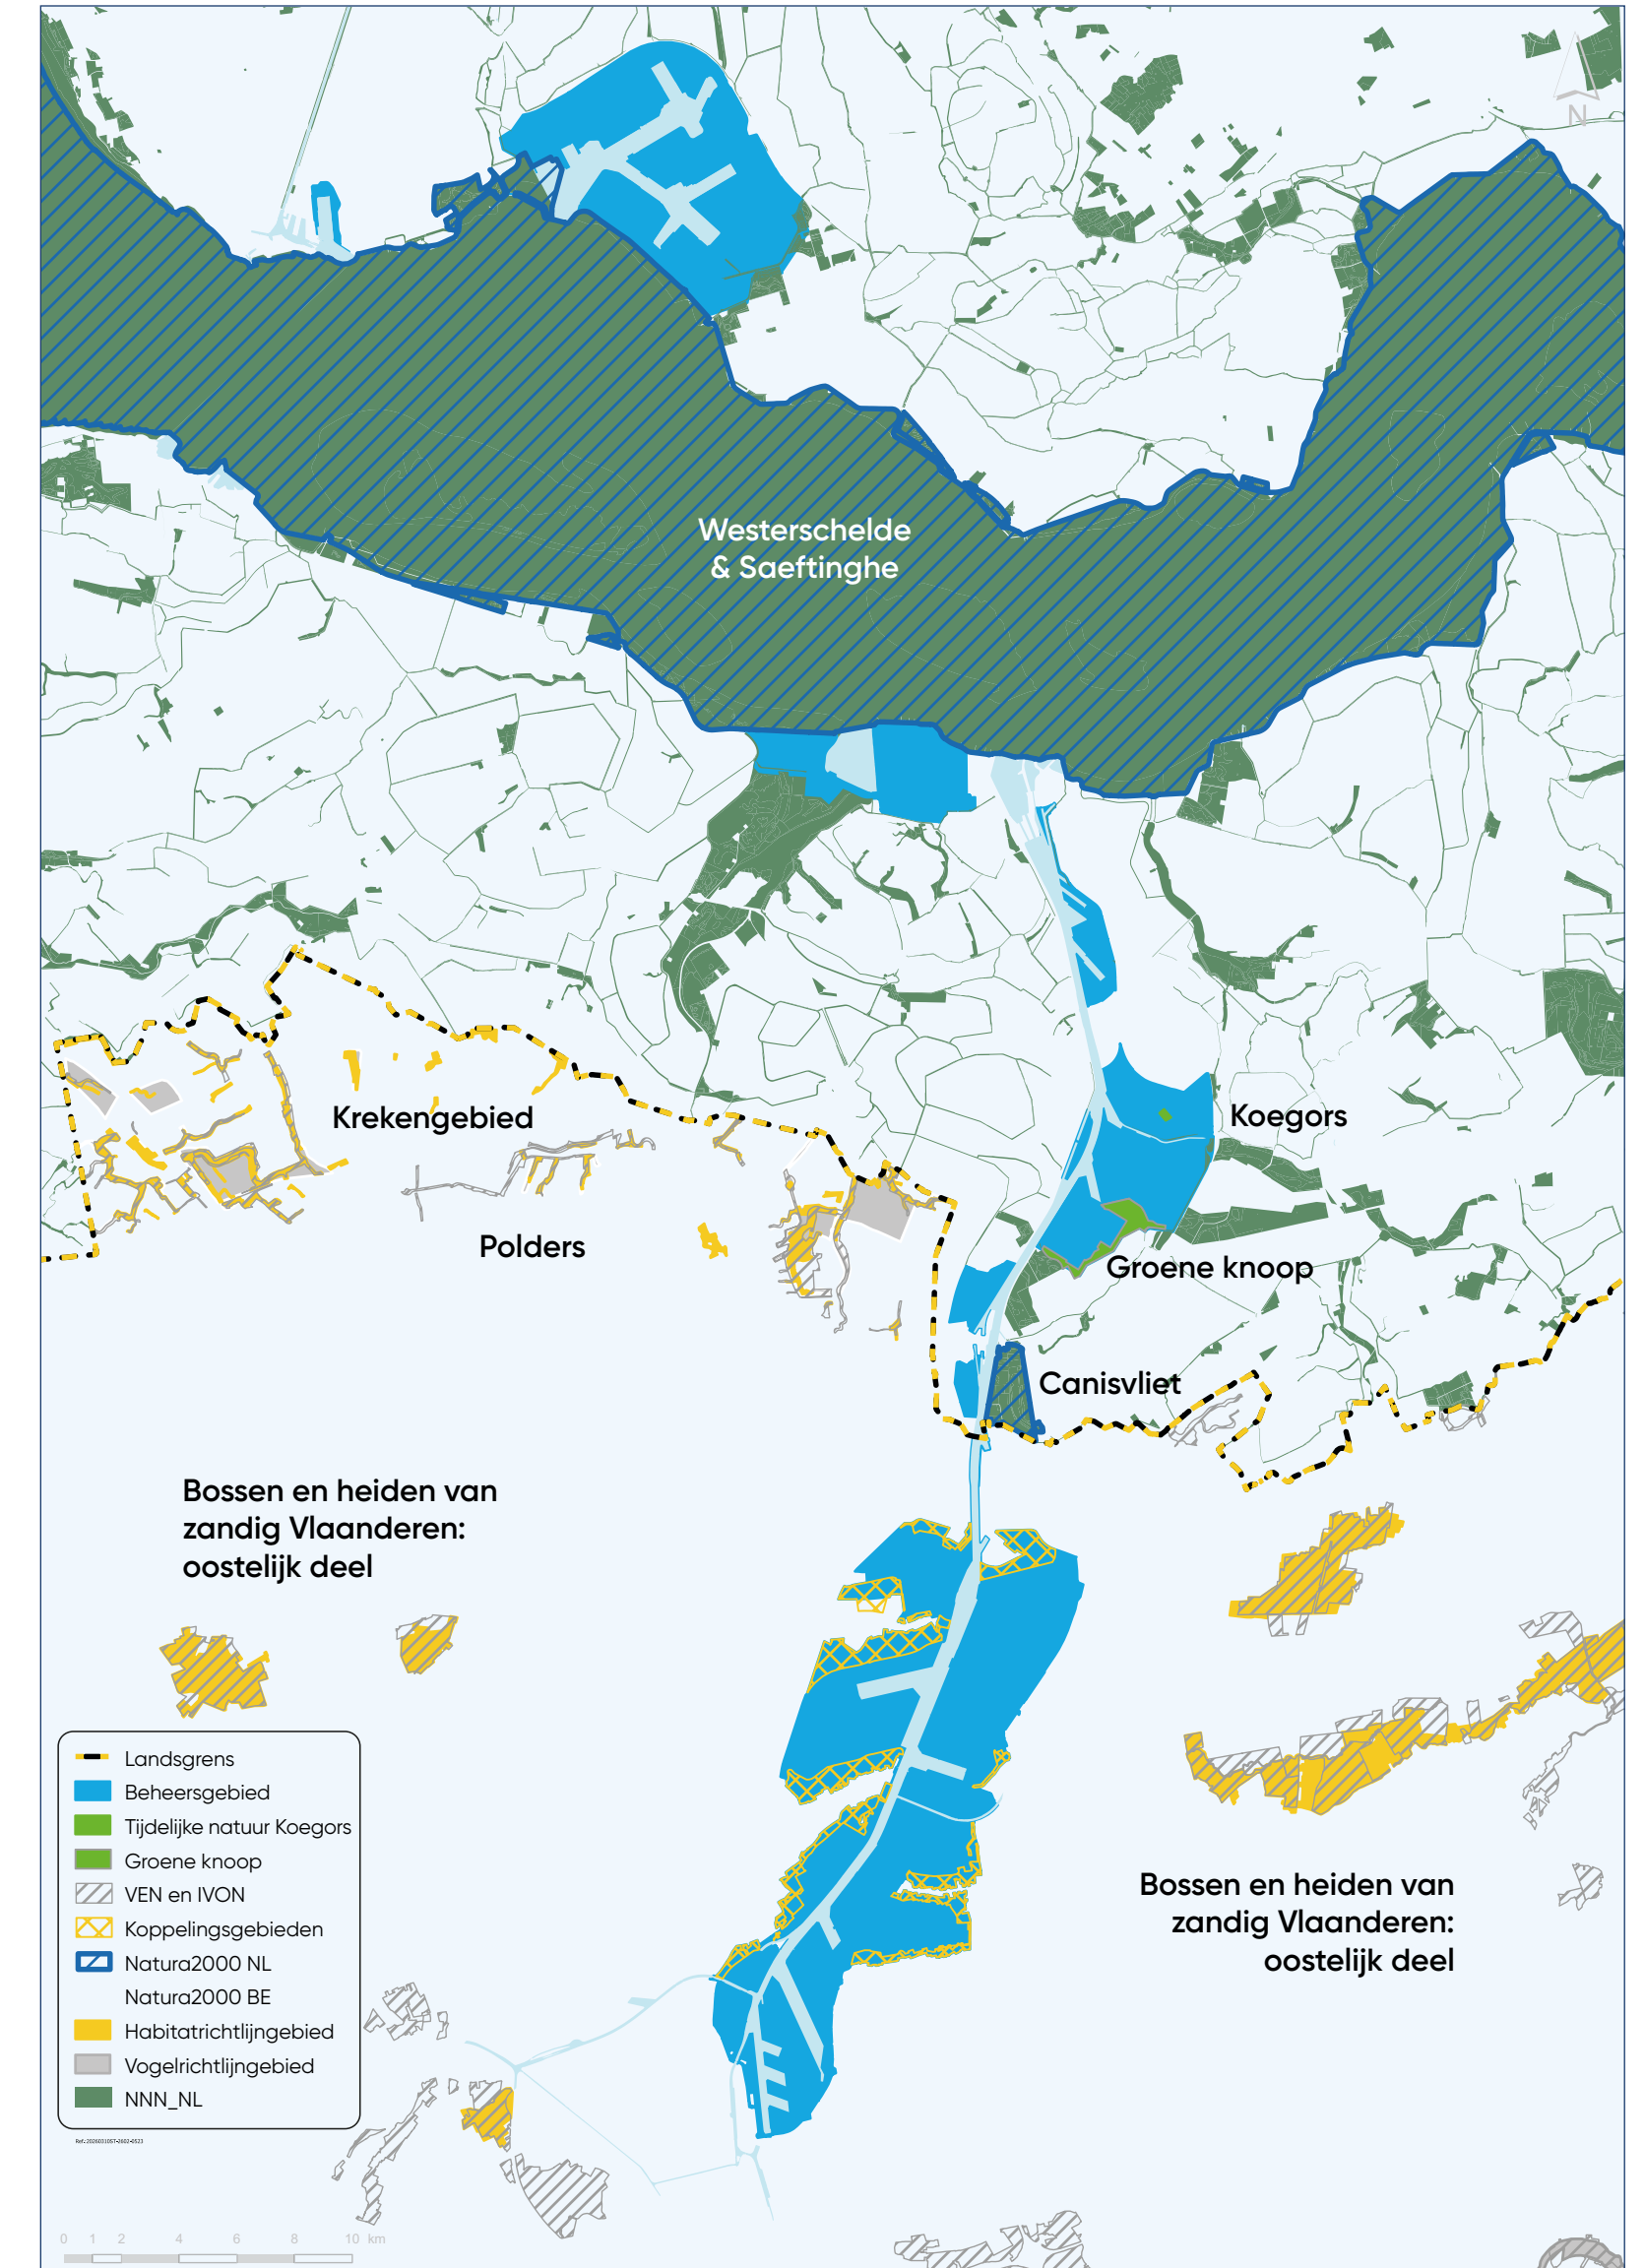 N
Westerschelde
& Saeftinghe
Krekengebied
Koegors
Polders
Groene knoop
Canisvliet
Bossen en heiden van
zandig Vlaanderen:
oostelijk deel
Landsgrens
Beheersgebied
Tijdelijke natuur Koegors
Groene knoop
VEN en IVON
Koppelingsgebieden
Natura2000 NL
Natura2000 BE
Habitatrichtlijngebied
Vogelrichtlijngebied
NNN_NL
Bossen en heiden van
zandig Vlaanderen:
oostelijk deel
0 1 2 4 6 8 10 km